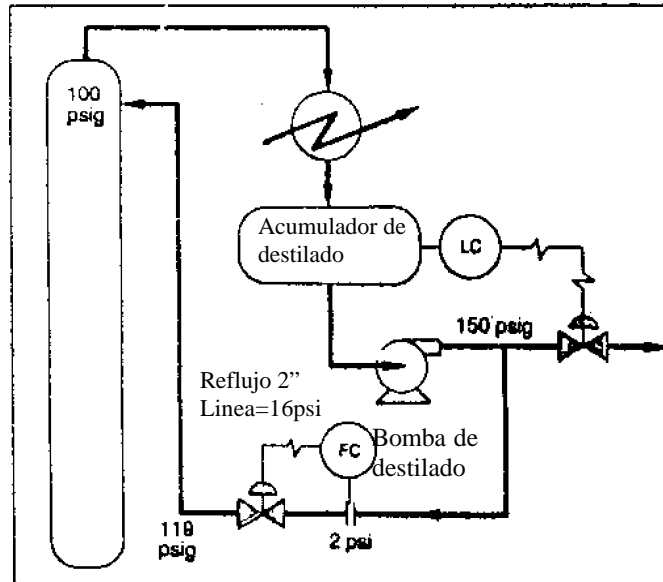 100
psig
Acumulador de
destilado
LC
150 psig
Reflujo 2”
Linea=16psi
FC
Bomba de
destilado
118
psig
2 psi